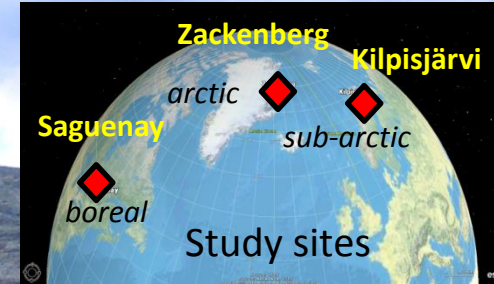 Zackenberg
Kilpisjärvi
arctic
Saguenay
sub-arctic
boreal
Study sites